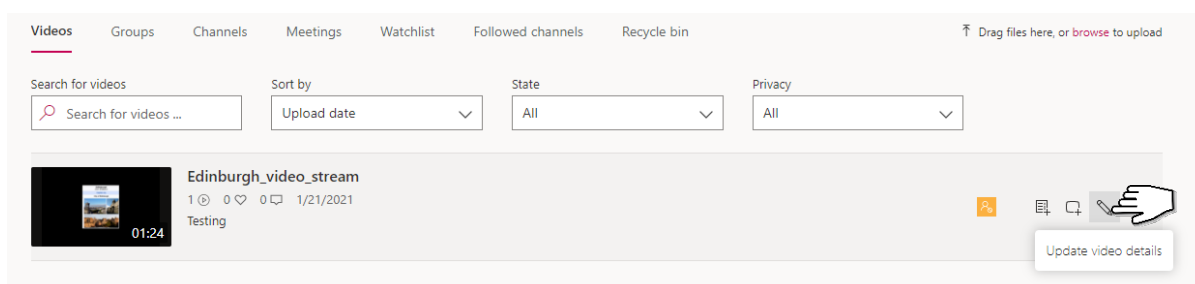 Videos Groups Channels Meetings Watchlist Followed channels Recycle bin Drag files here, or browse to upload
Search for videos Sort by State Privacy
Search for videos ... Upload date All All
Edinburgh_video_stream
1 0 0 1/21/2021
Testing
01:24
Update video details